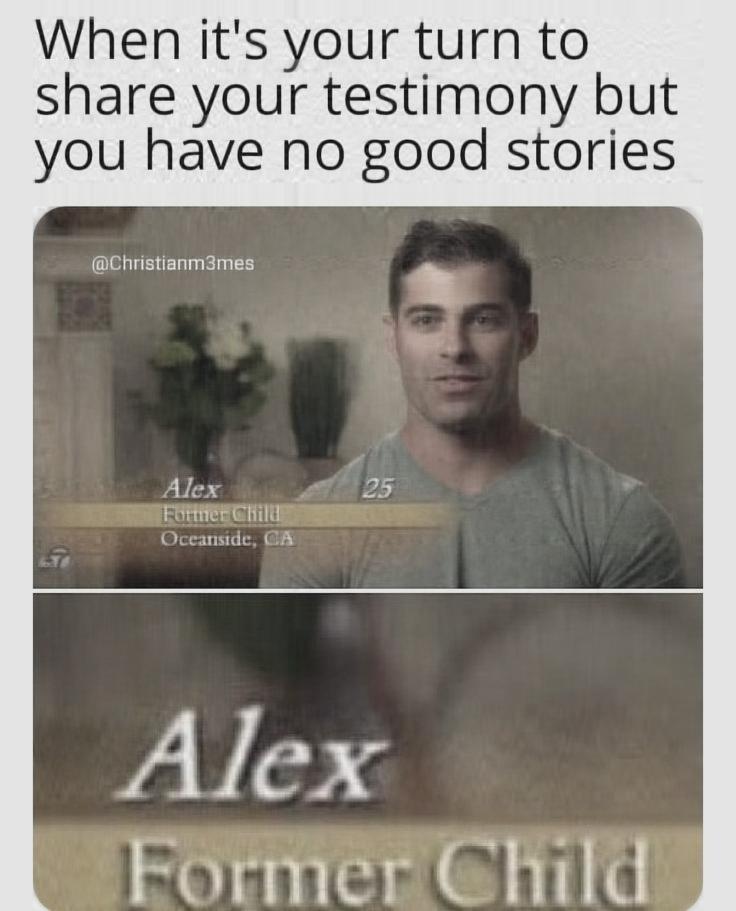 When it's your turn to
share your testimony but
you have no good stories
@Christianm3mes
Alex 25
Former Child
Oceanside, CA
7
Alex
Former Child